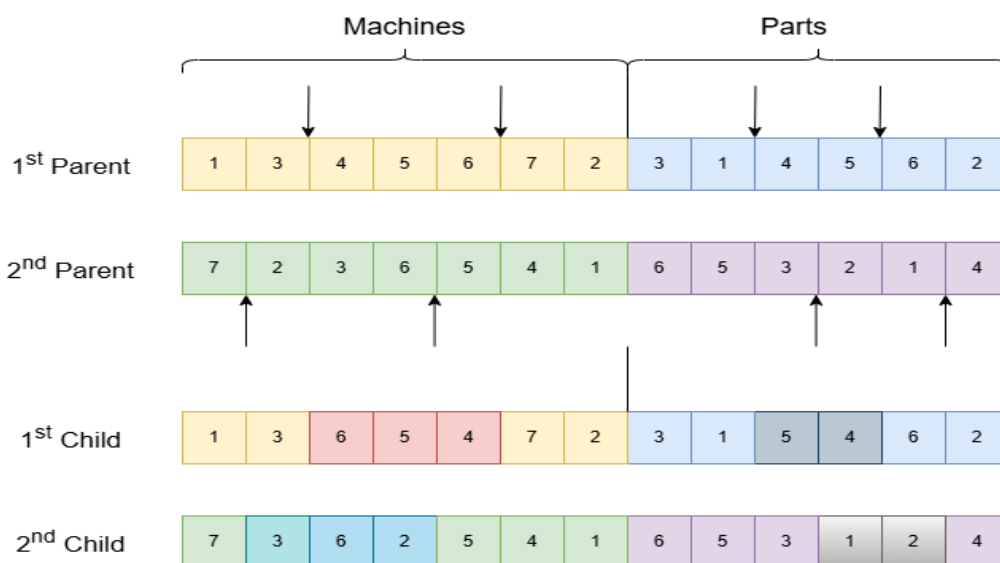 Machines Parts
1st Parent 1 3 4 5 6 7 2 3 1 4 5 6 2
2nd Parent 7 2 3 6 5 4 1 6 5 3 2 1 4
1st Child 1 3 6 5 4 7 2 3 1 5 4 6 2
2nd Child 7 3 6 2 5 4 1 6 5 3 1 2 4